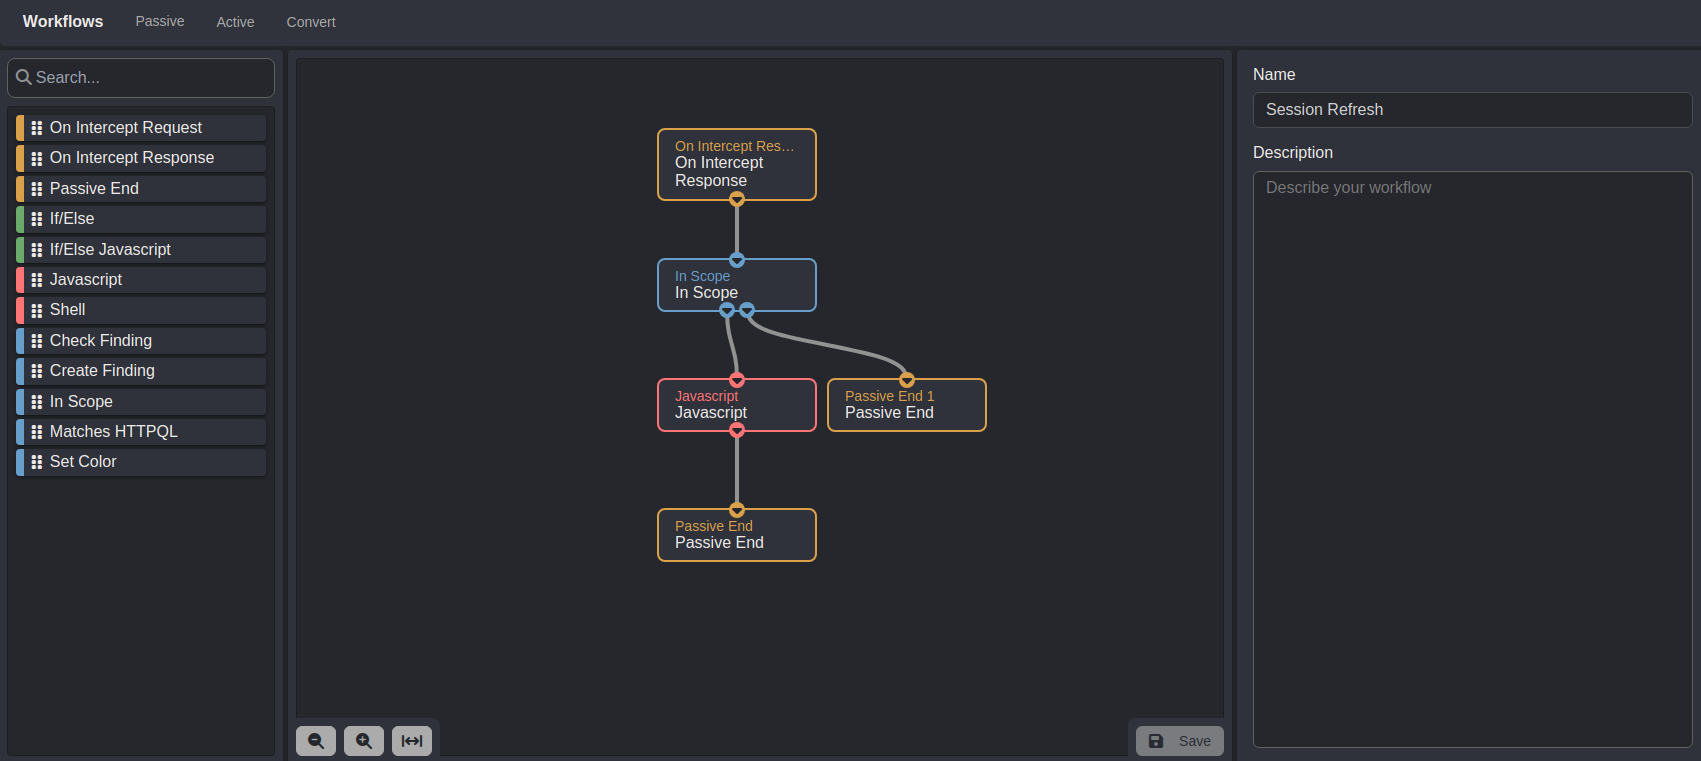 Workflows
Passive
Active
Convert
Search...
On Intercept Request
On Intercept Response
Passive End
If/Else
If/Else Javascript
Javascript
Shell
Check Finding
Create Finding
In Scope
Matches HTTPQL
Set Color
On Intercept Res…
On Intercept
Response
In Scope
In Scope
Javascript
Javascript
Passive End 1
Passive End
Passive End
Passive End
Save
Name
Session Refresh
Description
Describe your workflow